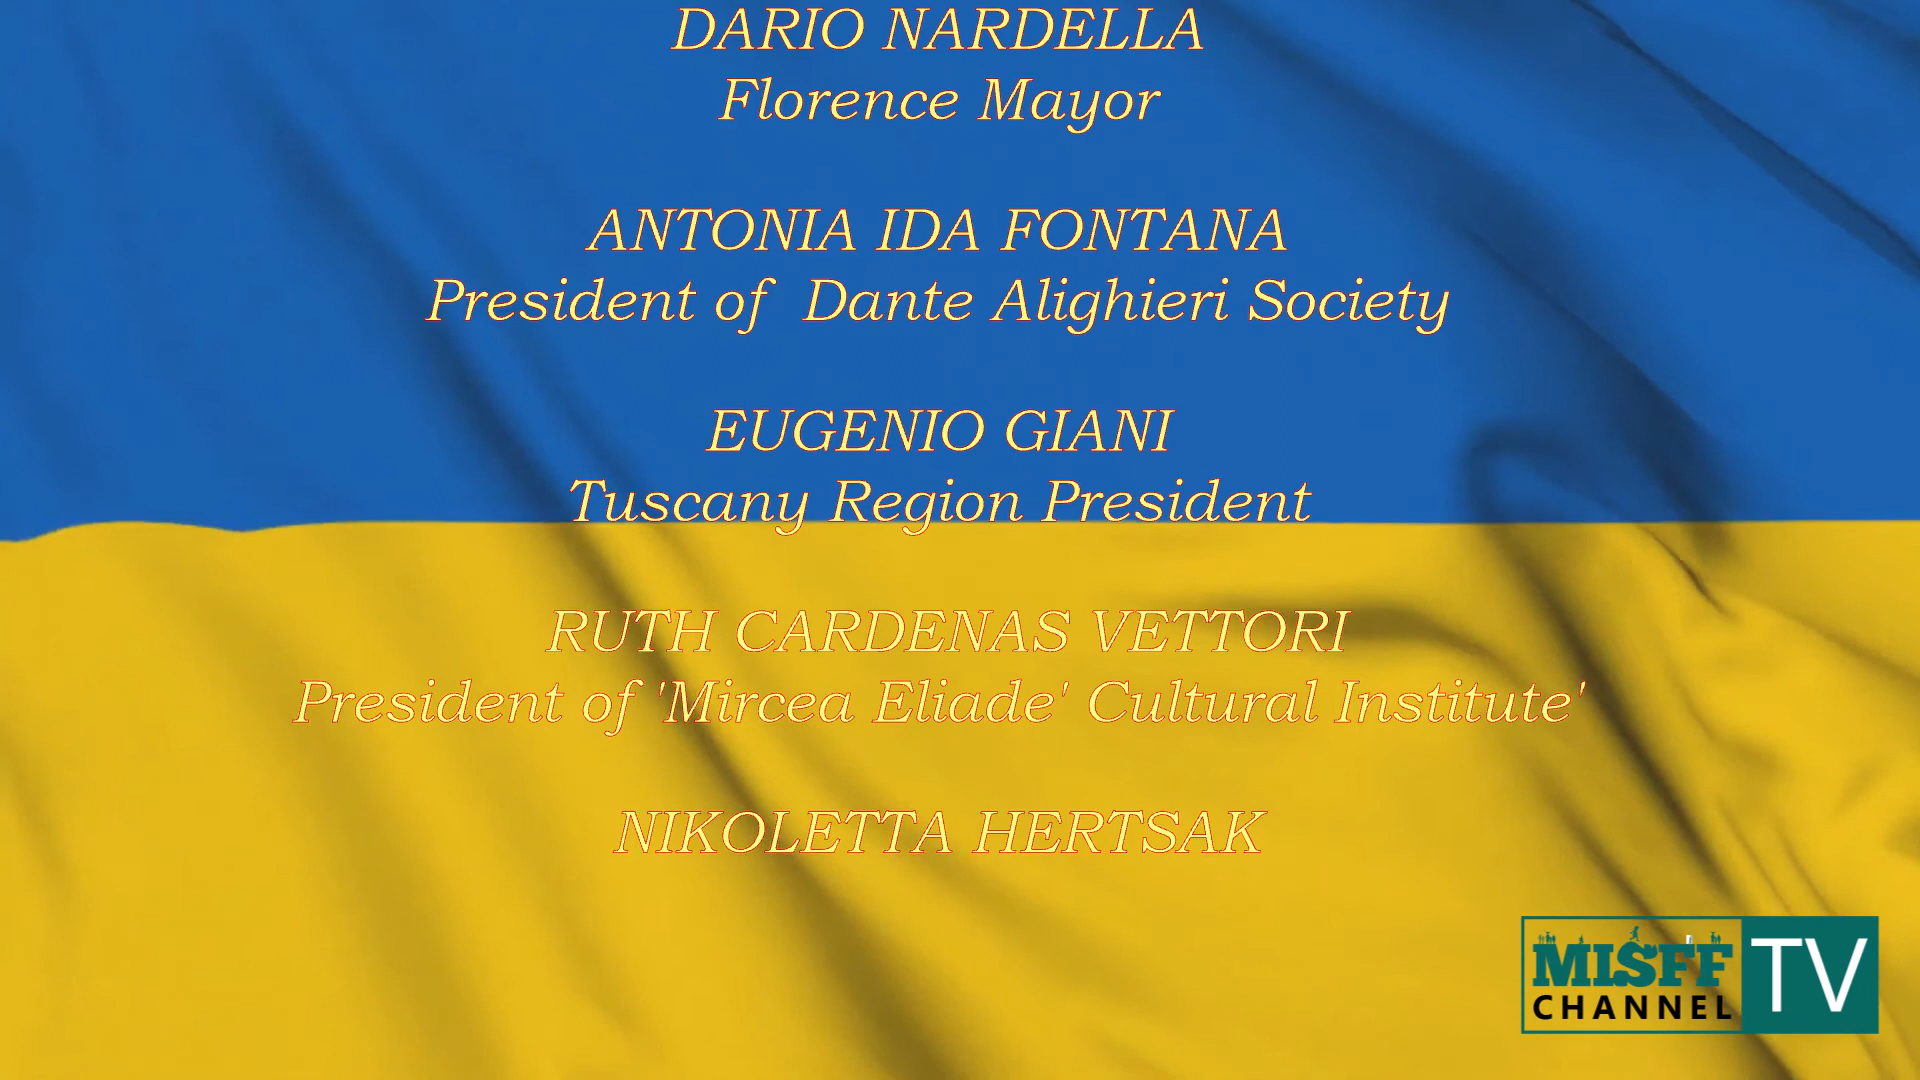 DARIO NARDELLA
Florence Mayor
ANTONIA IDA FONTANA
President of Dante Alighieri Society
EUGENIO GIANI
Tuscany Region President
RUTH CARDENAS VETTORI
President of 'Mircea Eliade' Cultural Institute'
NIKOLETTA HERTSAK
MISFF TV
CHANNEL